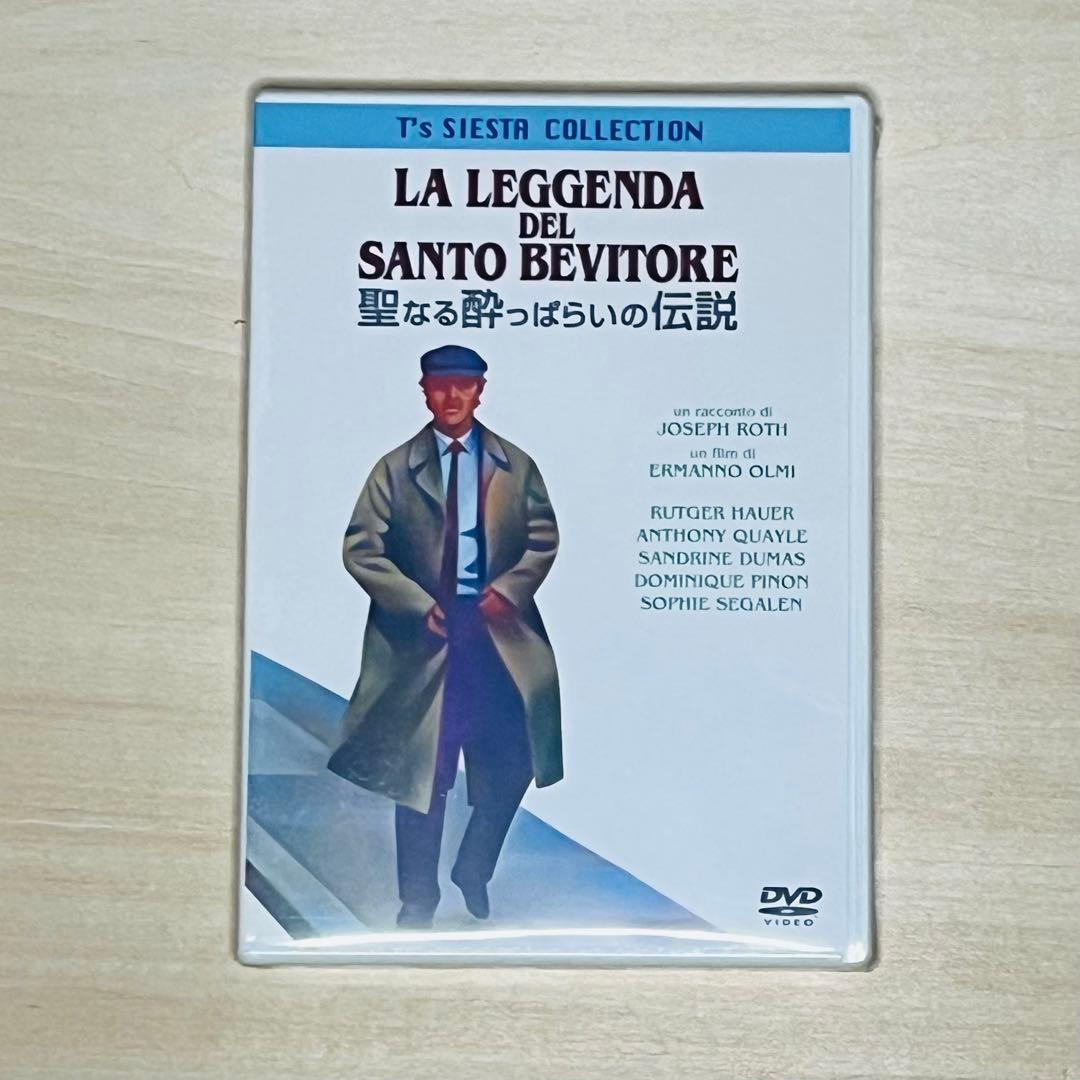 T's SIESTA COLLECTION
LA LEGGENDA
DEL
SANTO BEVITORE
聖なる酔っぱらいの伝説
un racconto di
JOSEPH ROTH
un film di
ERMANNO OLMI
RUTGER HAUER
ANTHONY QUAYLE
SANDRINE DUMAS
DOMINIQUE PINON
SOPHIE SEGALEN
DVD
VIDEO